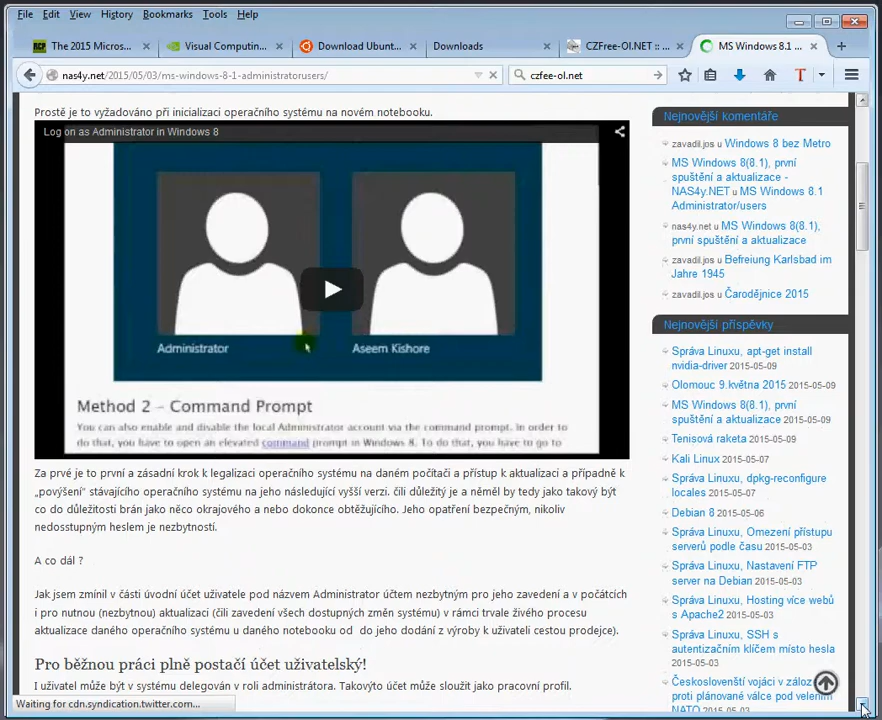 File Edit View History Bookmarks Tools Help
The 2015 Micros... × Visual Computin... × Download Ubunt... × Downloads × CZFree-Ol.NET :: ... × MS Windows 8.1 ... ×
nas4y.net/2015/05/03/ms-windows-8-1-administratorusers/ czfree-ol.net
Prostě je to vyžadováno při inicializaci operačního systému na novém notebooku.
Log on as Administrator in Windows 8
Administrator Aseem Kishore
Method 2 – Command Prompt
You can also enable and disable the local Administrator account via the command prompt. In order to
do that, you have to open an elevated command prompt in Windows 8. To do that, you have to go to
Za prvé je to první a zásadní krok k legalizaci operačního systému na daném počítači a přístup k aktualizaci a případně k
„povýšení“ stávajícího operačního systému na jeho následující vyšší verzi. čili důležitý je a něměl by tedy jako takový být
co do důležitosti brán jako něco okrajového a nebo dokonce obtěžujícího. Jeho opatření bezpečným, nikoliv
nedosstupným heslem je nezbytností.
A co dál ?
Jak jsem zmínil v části úvodní účet uživatele pod názvem Administrator účtem nezbytným pro jeho zavedení a v počátcích
i pro nutnou (nezbytnou) aktualizaci (čili zavedení všech dostupných změn systému) v rámci trvale živého procesu
aktualizace daného operačního systému u daného notebooku od do jeho dodání z výroby k uživateli cestou prodejce).
Pro běžnou práci plně postačí účet uživatelský!
I uživatel může být v systému delegován v roli administrátora. Takovýto účet může sloužit jako pracovní profil.
Nejnovější komentáře
zavadil.jos u Windows 8 bez Metro
MS Windows 8(8.1), první
spuštění a aktualizace -
NAS4y.NET u MS Windows 8.1
Administrator/users
nas4y.net u MS Windows 8(8.1),
první spuštění a aktualizace
zavadil.jos u Befreiung Karlsbad im
Jahre 1945
zavadil.jos u Čarodějnice 2015
Nejnovější příspěvky
Správa Linuxu, apt-get install
nvidia-driver 2015-05-09
Olomouc 9.května 2015 2015-05-09
MS Windows 8(8.1), první
spuštění a aktualizace 2015-05-09
Tenisová raketa 2015-05-09
Kali Linux 2015-05-07
Správa Linuxu, dpkg-reconfigure
locales 2015-05-07
Debian 8 2015-05-06
Správa Linuxu, Omezení přístupu
serverů podle času 2015-05-03
Správa Linuxu, Nastavení FTP
server na Debian 2015-05-03
Správa Linuxu, Hosting více webů
s Apache2 2015-05-03
Správa Linuxu, SSH s
autentizačním klíčem místo hesla
2015-05-03
Českoslovenští vojáci v záloz
proti plánované válce pod velením
NATO 2015-05-03
Waiting for cdn.syndication.twitter.com...